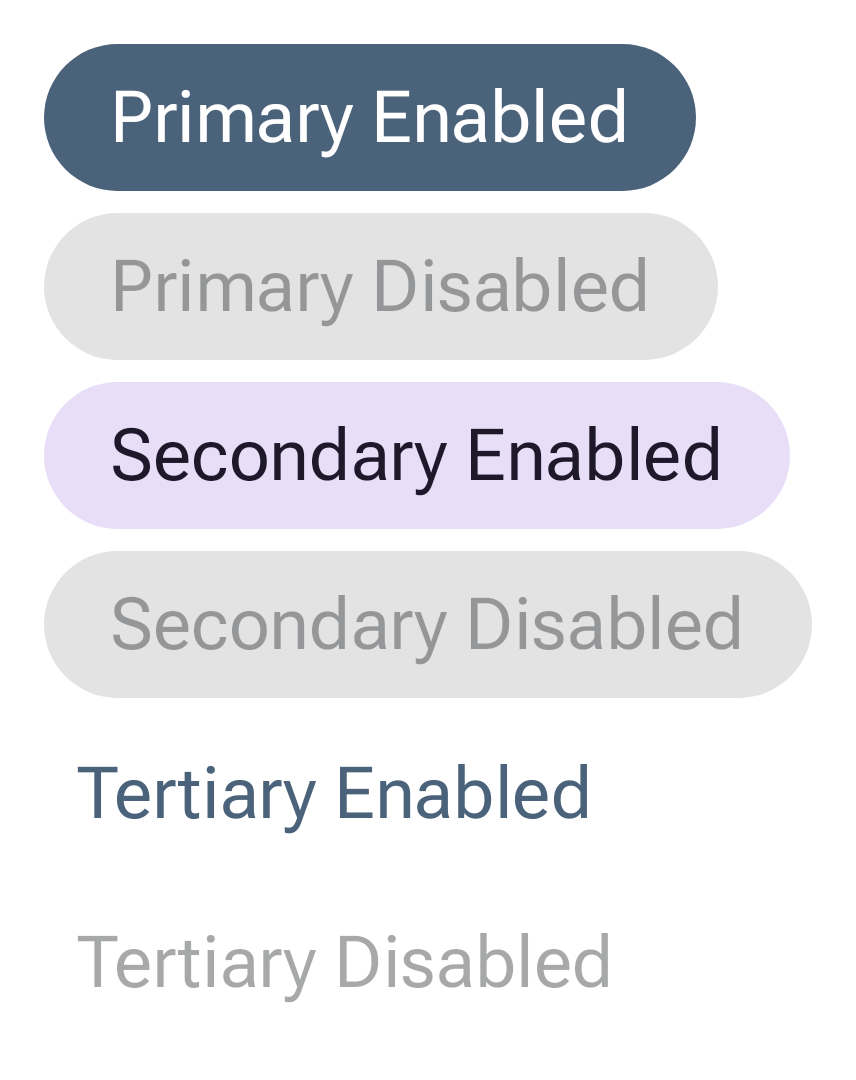 Primary Enabled
Primary Disabled
Secondary Enabled
Secondary Disabled
Tertiary Enabled
Tertiary Disabled